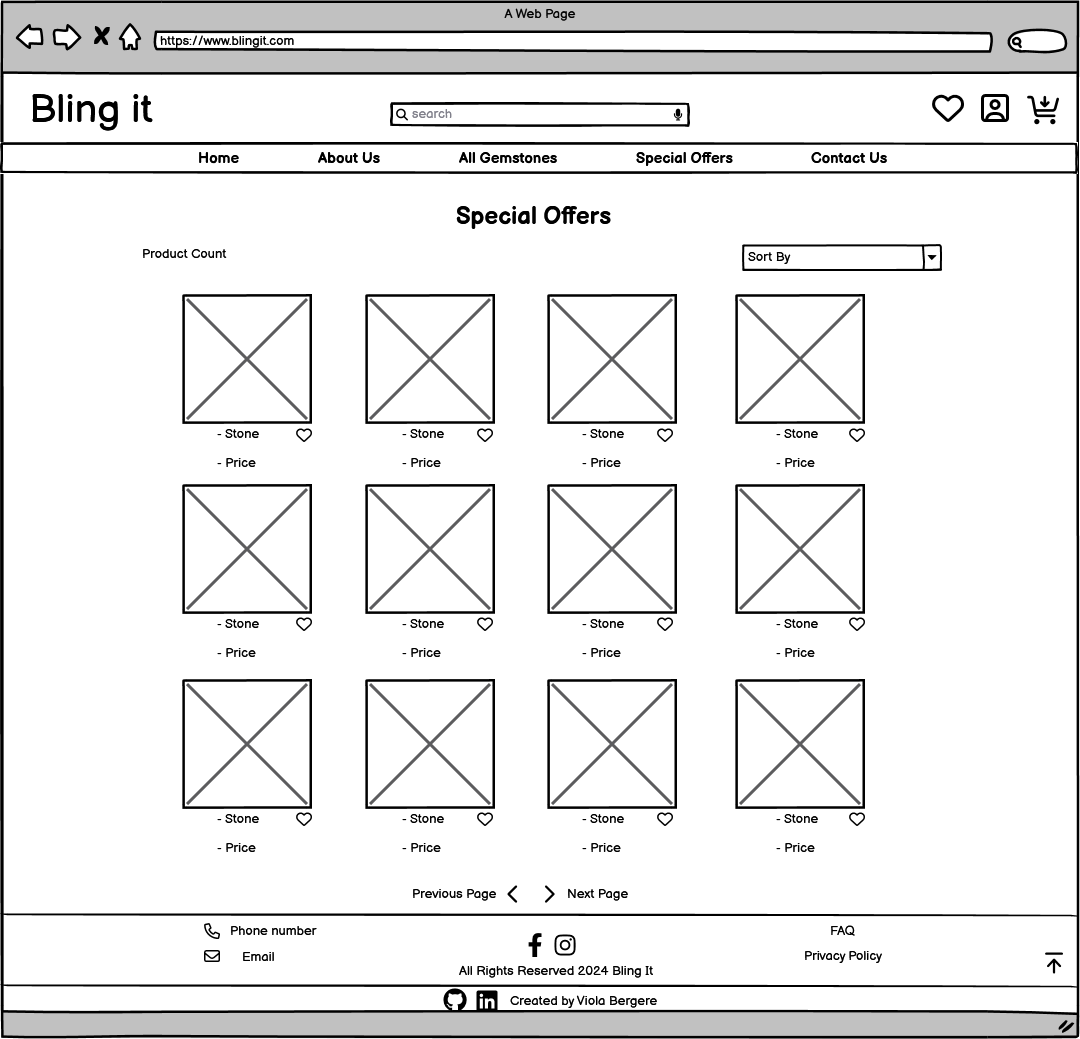 A Web Page
https://www.blingit.com
Bling it
search
Home About Us All Gemstones Special Offers Contact Us
Special Offers
Product Count
Sort By
- Stone - Stone - Stone - Stone
- Price - Price - Price - Price
- Stone - Stone - Stone - Stone
- Price - Price - Price - Price
- Stone - Stone - Stone - Stone
- Price - Price - Price - Price
Previous Page Next Page
Phone number
Email
All Rights Reserved 2024 Bling It
FAQ
Privacy Policy
Created by Viola Bergere